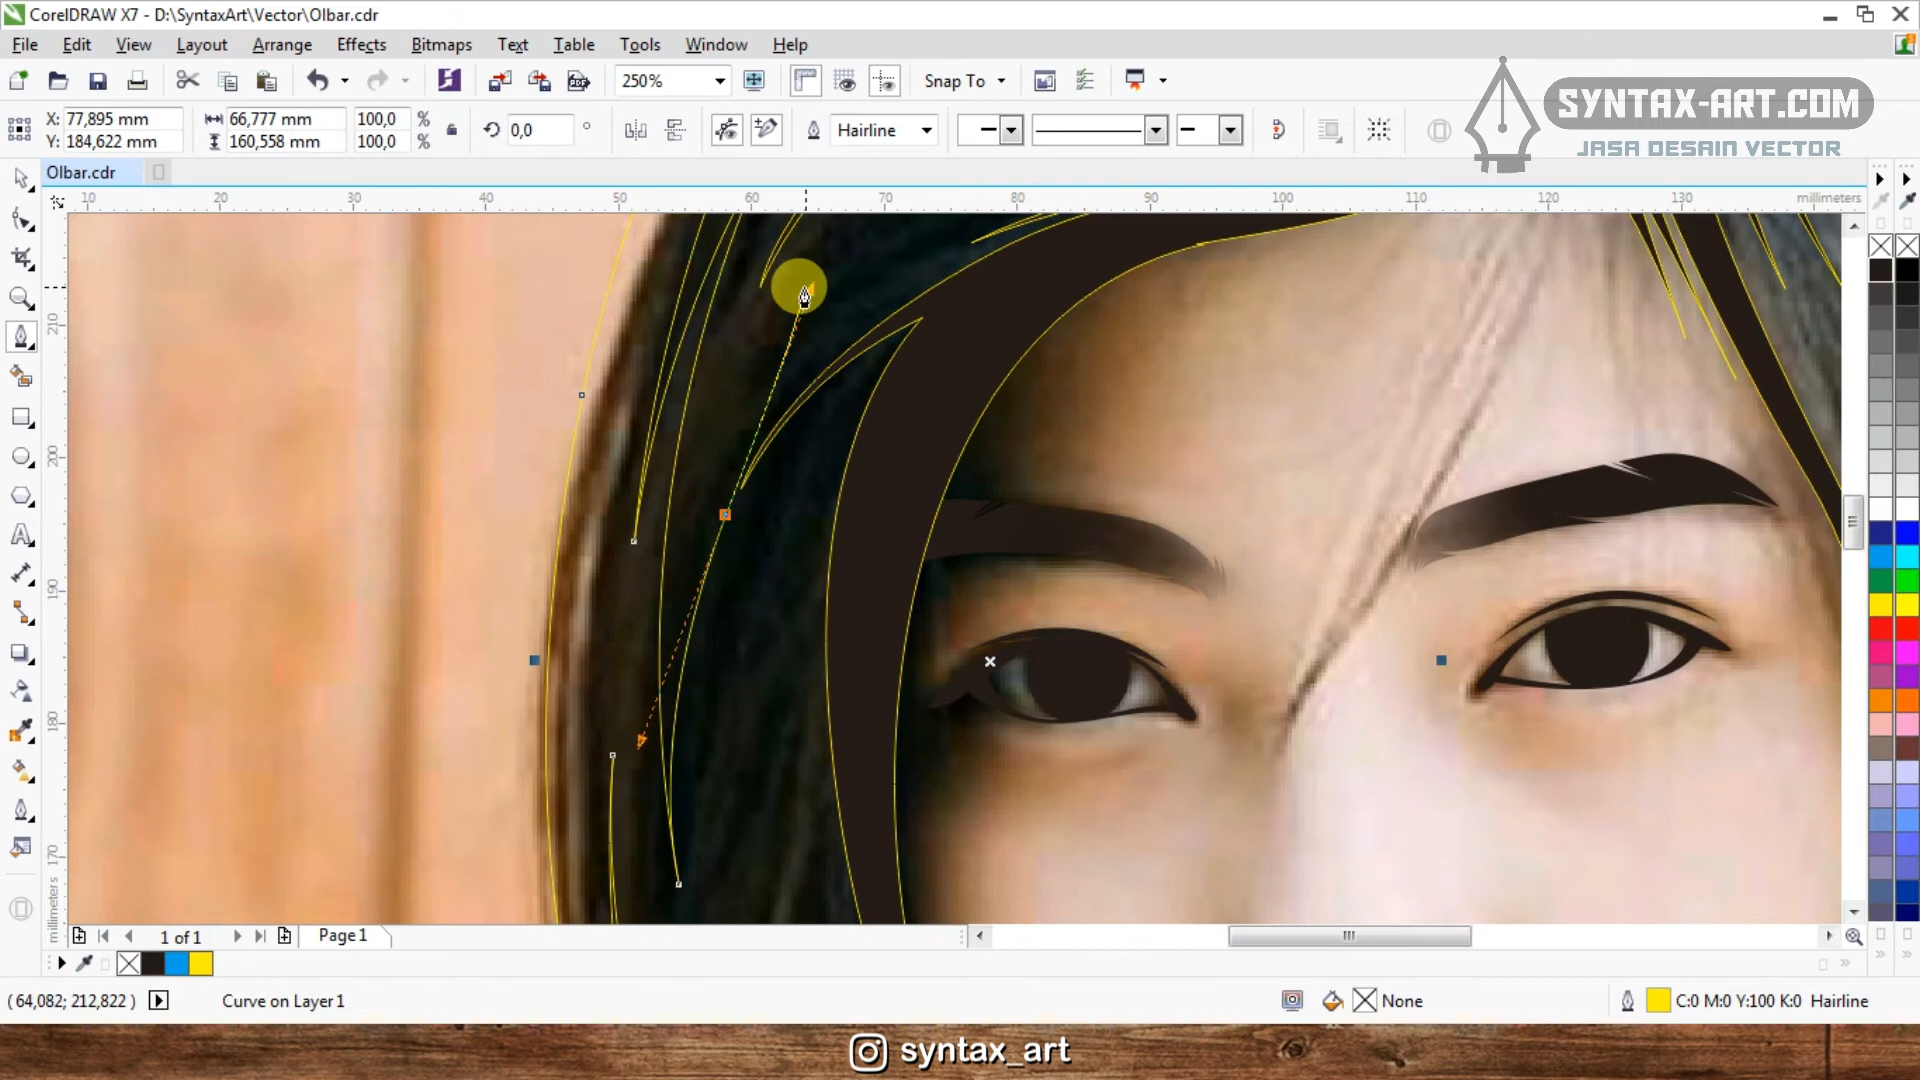 CorelDRAW X7 - D:\SyntaxArt\Vector\Olbar.cdr
File Edit View Layout Arrange Effects Bitmaps Text Table Tools Window Help
250% Snap To
SYNTAX-ART.COM
JASA DESAIN VECTOR
X: 77,895 mm 66,777 mm 100,0 % 0,0 ° Hairline
Y: 184,622 mm 160,558 mm 100,0 %
Olbar.cdr
10 20 30 40 50 60 70 80 90 100 110 120 130 millimeters
210
200
190
180
170
millimeters
1 of 1 Page 1
( 64,082; 212,822 ) Curve on Layer 1 None C:0 M:0 Y:100 K:0 Hairline
syntax_art